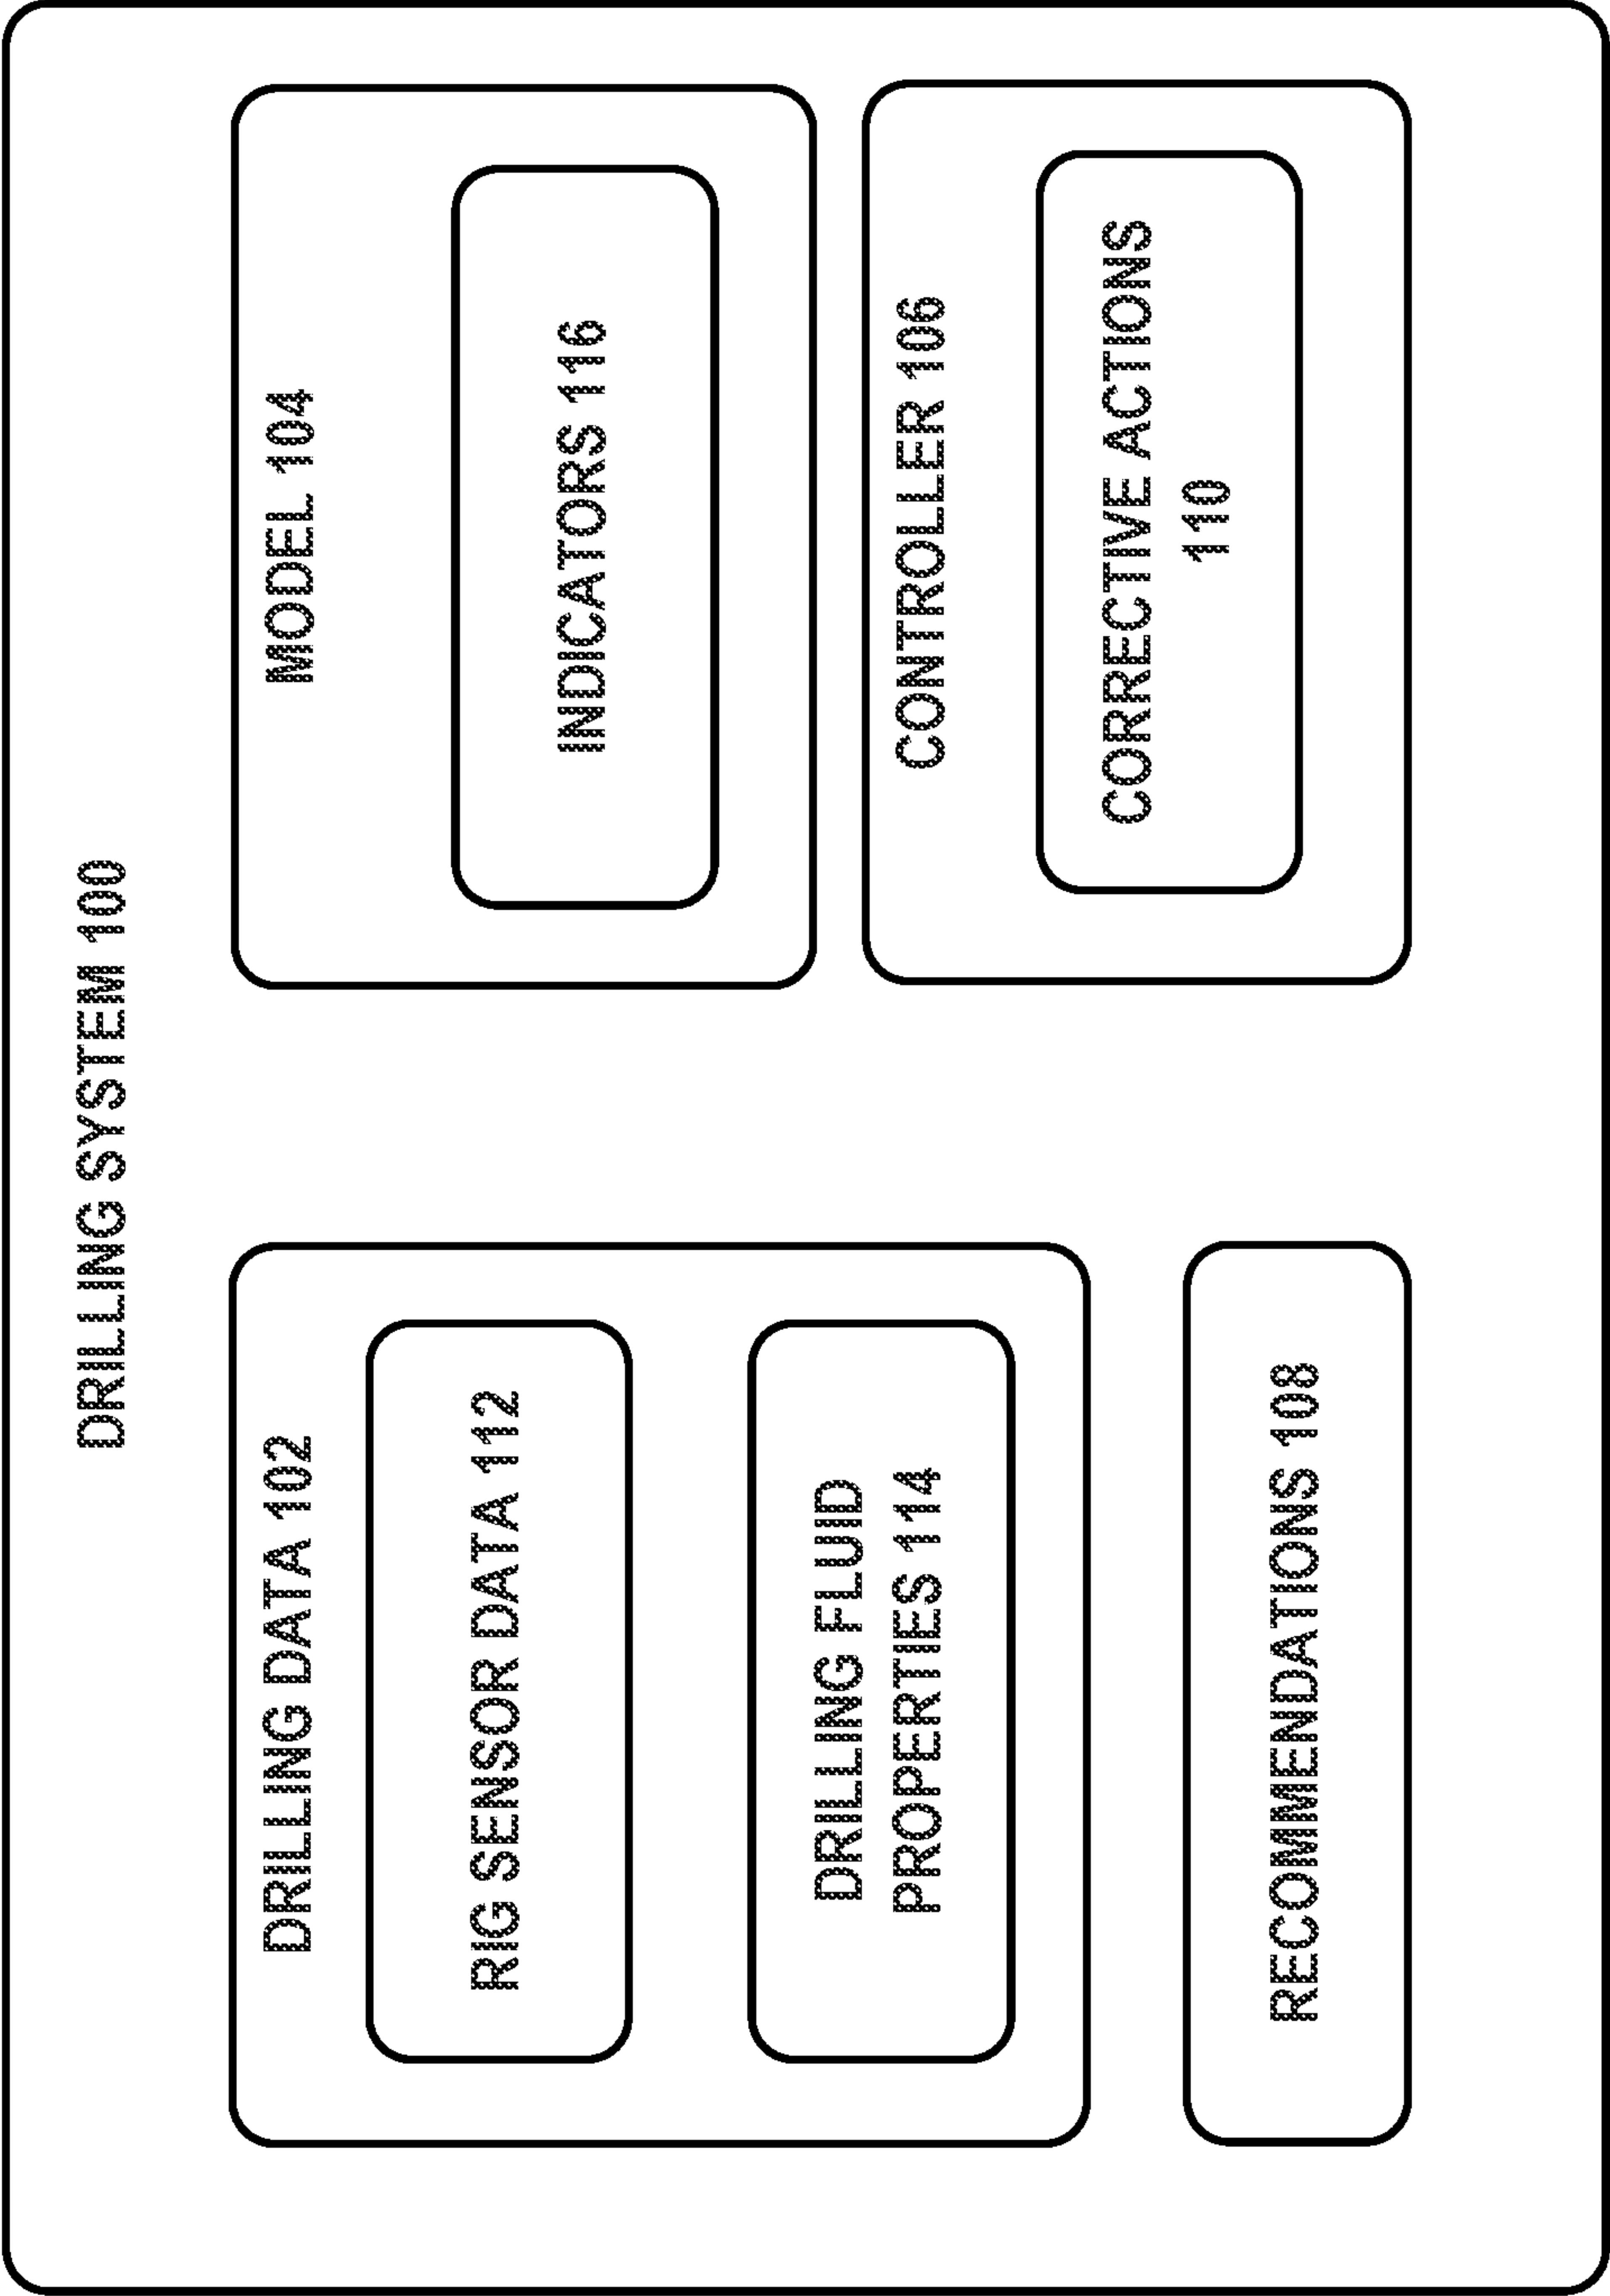 DRILLING SYSTEM 100
DRILLING DATA 102
RIG SENSOR DATA 112
DRILLING FLUID
PROPERTIES 114
RECOMMENDATIONS 108
MODEL 104
INDICATORS 116
CONTROLLER 106
CORRECTIVE ACTIONS
110